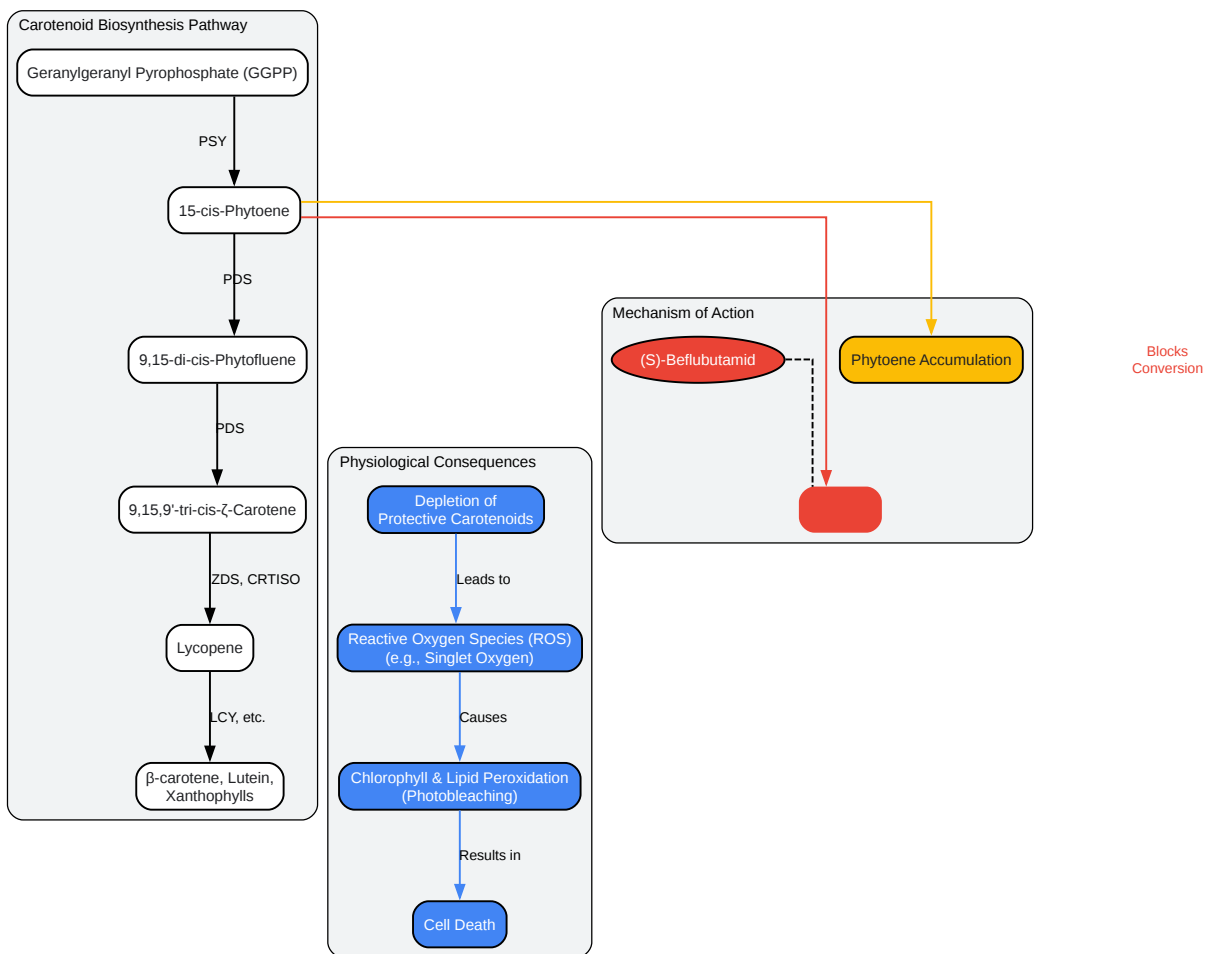 Carotenoid Biosynthesis Pathway
Geranylgeranyl Pyrophosphate (GGPP)
PSY
15-cis-Phytoene
PDS
9,15-di-cis-Phytofluene
PDS
9,15,9'-tri-cis-ζ-Carotene
ZDS, CRTISO
Lycopene
LCY, etc.
β-carotene, Lutein,
Xanthophylls
Physiological Consequences
Depletion of
Protective Carotenoids
Leads to
Reactive Oxygen Species (ROS)
(e.g., Singlet Oxygen)
Causes
Chlorophyll & Lipid Peroxidation
(Photobleaching)
Results in
Cell Death
Mechanism of Action
(S)-Beflubutamid
Phytoene Accumulation
Blocks
Conversion